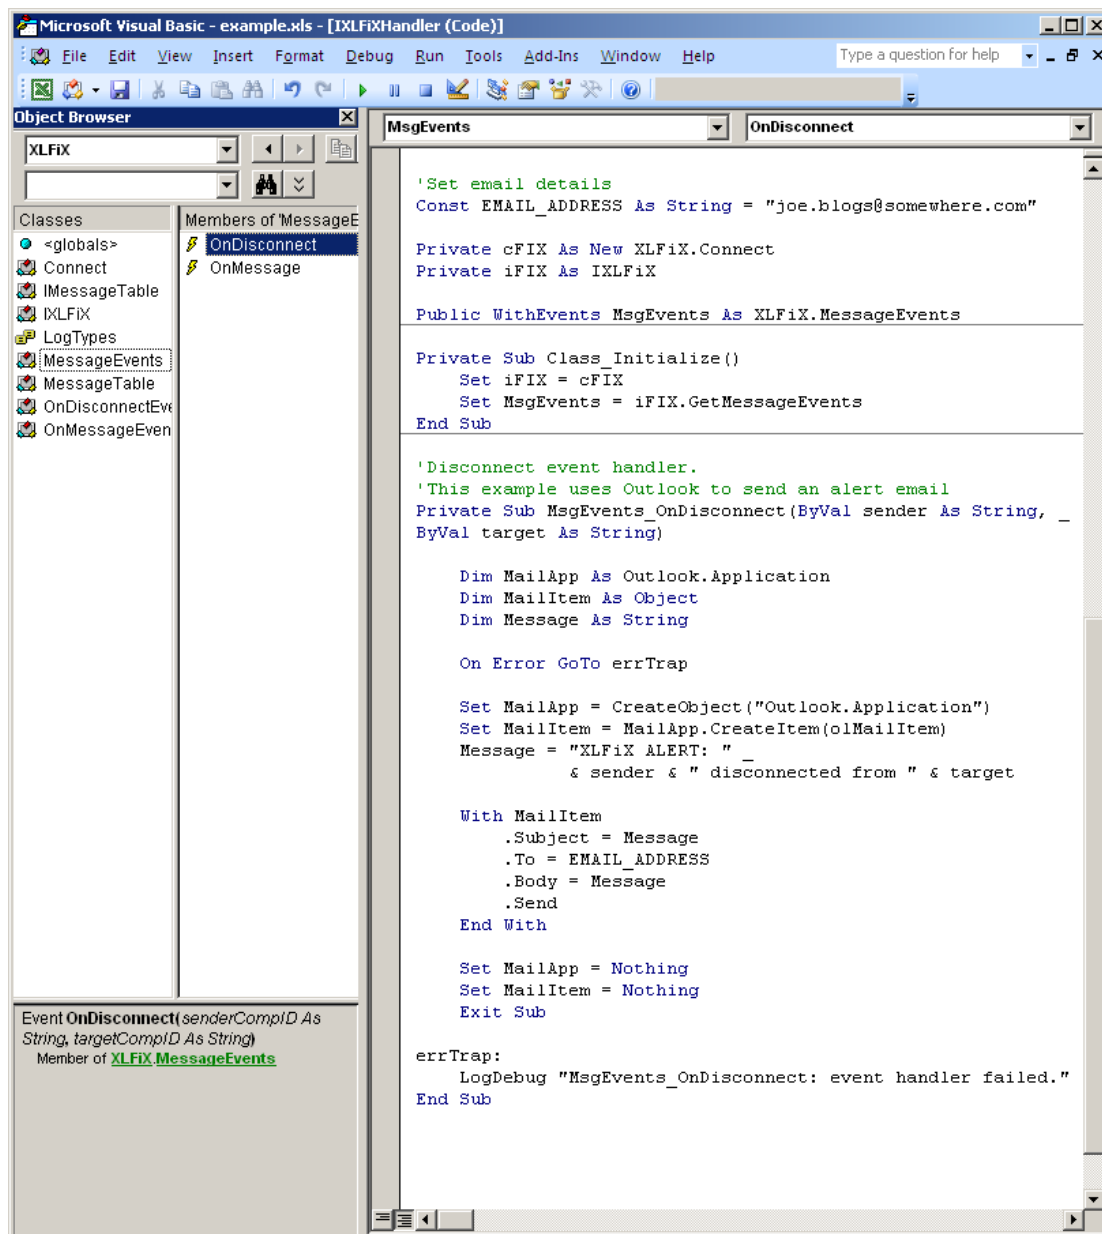 Microsoft Visual Basic - example.xls - [IXLFiXHandler (Code)]
File Edit View Insert Format Debug Run Tools Add-Ins Window Help
Type a question for help
Object Browser
XLFiX
Classes
<globals>
Connect
IMessageTable
IXLFiX
LogTypes
MessageEvents
MessageTable
OnDisconnectEve
OnMessageEven
Members of 'MessageE
OnDisconnect
OnMessage
Event OnDisconnect(senderCompID As
String, targetCompID As String)
Member of XLFiX.MessageEvents
MsgEvents
OnDisconnect
'Set email details
Const EMAIL_ADDRESS As String = "joe.blogs@somewhere.com"
Private cFIX As New XLFiX.Connect
Private iFIX As IXLFiX
Public WithEvents MsgEvents As XLFiX.MessageEvents
Private Sub Class_Initialize()
    Set iFIX = cFIX
    Set MsgEvents = iFIX.GetMessageEvents
End Sub
'Disconnect event handler.
'This example uses Outlook to send an alert email
Private Sub MsgEvents_OnDisconnect(ByVal sender As String, _
ByVal target As String)
    Dim MailApp As Outlook.Application
    Dim MailItem As Object
    Dim Message As String
    On Error GoTo errTrap
    Set MailApp = CreateObject("Outlook.Application")
    Set MailItem = MailApp.CreateItem(olMailItem)
    Message = "XLFiX ALERT: " _
              & sender & " disconnected from " & target
    With MailItem
        .Subject = Message
        .To = EMAIL_ADDRESS
        .Body = Message
        .Send
    End With
    Set MailApp = Nothing
    Set MailItem = Nothing
    Exit Sub
errTrap:
    LogDebug "MsgEvents_OnDisconnect: event handler failed."
End Sub